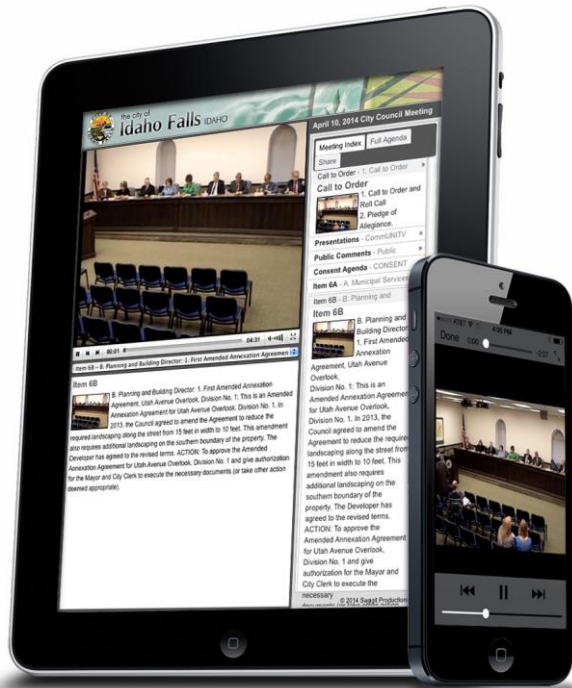 the city of
Idaho Falls IDAHO
April 10, 2014 City Council Meeting
Meeting Index
Full Agenda
Share
Call to Order - 1. Call to Order »
Call to Order
1. Call to Order and
Roll Call
2. Pledge of
Allegiance.
Presentations - CommUNITY »
Public Comments - Public »
Consent Agenda - CONSENT
Item 6A - A. Municipal Services
Item 6B - B. Planning and
Item 6B
B. Planning and
Building Director:
1. First Amended
Annexation
Agreement, Utah Avenue
Overlook,
Division No. 1: This is an
Amended Annexation Agreement
for Utah Avenue Overlook,
Division No. 1. In 2013, the
Council agreed to amend the
Agreement to reduce the required
landscaping along the street from
15 feet in width to 10 feet. This
amendment also requires
additional landscaping on the
southern boundary of the
property. The Developer has
agreed to the revised terms.
ACTION: To approve the
Amended Annexation Agreement
for Utah Avenue Overlook,
Division No. 1 and give
authorization for the Mayor and
City Clerk to execute the
necessary
© 2014 Swagit Production
00:01
04:31
Item 6B - B. Planning and Building Director: 1. First Amended Annexation Agreemen
Item 6B
B. Planning and Building Director: 1. First Amended Annexation
Agreement, Utah Avenue Overlook, Division No. 1: This is an Amended
Annexation Agreement for Utah Avenue Overlook, Division No. 1. In
2013, the Council agreed to amend the Agreement to reduce the
required landscaping along the street from 15 feet in width to 10 feet. This amendment
also requires additional landscaping on the southern boundary of the property. The
Developer has agreed to the revised terms. ACTION: To approve the Amended
Annexation Agreement for Utah Avenue Overlook, Division No. 1 and give authorization
for the Mayor and City Clerk to execute the necessary documents (or take other action
deemed appropriate).
AT&T
4:05 PM
Done
0:00
-2:07